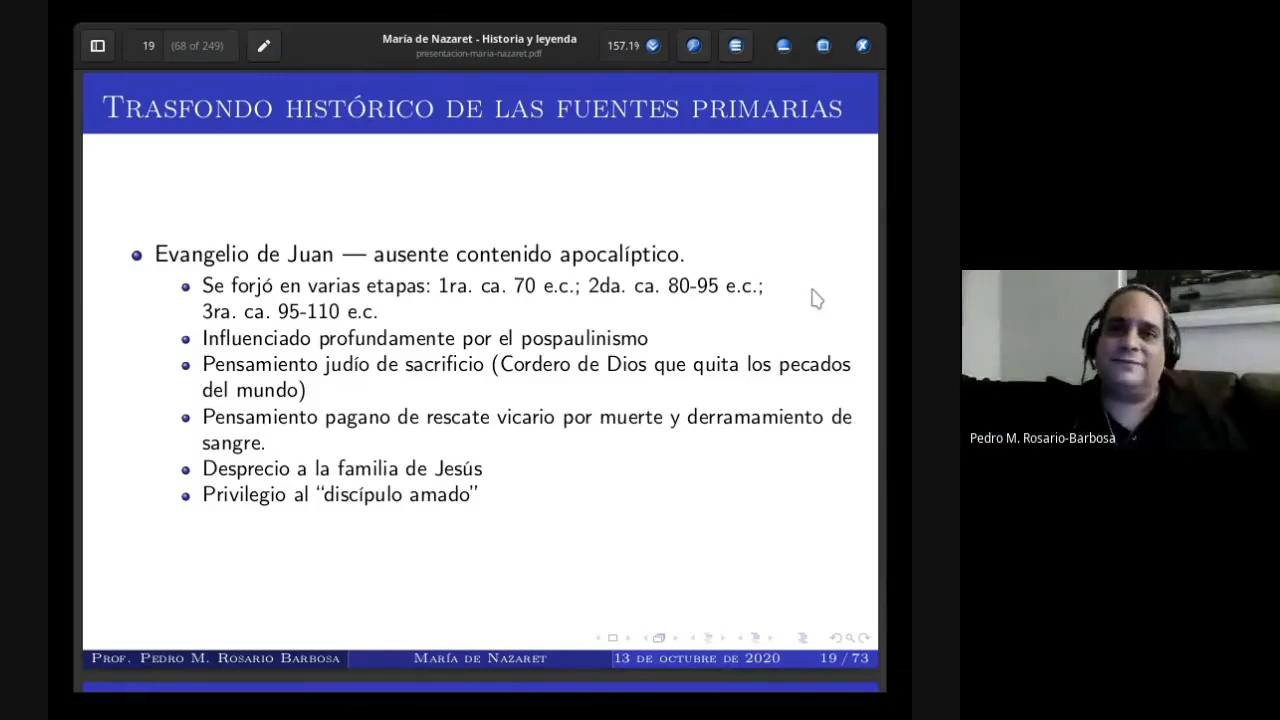 19 (68 of 249)
María de Nazaret - Historia y leyenda
presentacion-maria-nazaret.pdf
157.19
TRASFONDO HISTÓRICO DE LAS FUENTES PRIMARIAS
Evangelio de Juan — ausente contenido apocalíptico.
Se forjó en varias etapas: 1ra. ca. 70 e.c.; 2da. ca. 80-95 e.c.;
3ra. ca. 95-110 e.c.
Influenciado profundamente por el pospaulinismo
Pensamiento judío de sacrificio (Cordero de Dios que quita los pecados
del mundo)
Pensamiento pagano de rescate vicario por muerte y derramamiento de
sangre.
Desprecio a la familia de Jesús
Privilegio al “discípulo amado”
PROF. PEDRO M. ROSARIO BARBOSA MARÍA DE NAZARET 13 DE OCTUBRE DE 2020 19 / 73
Pedro M. Rosario-Barbosa